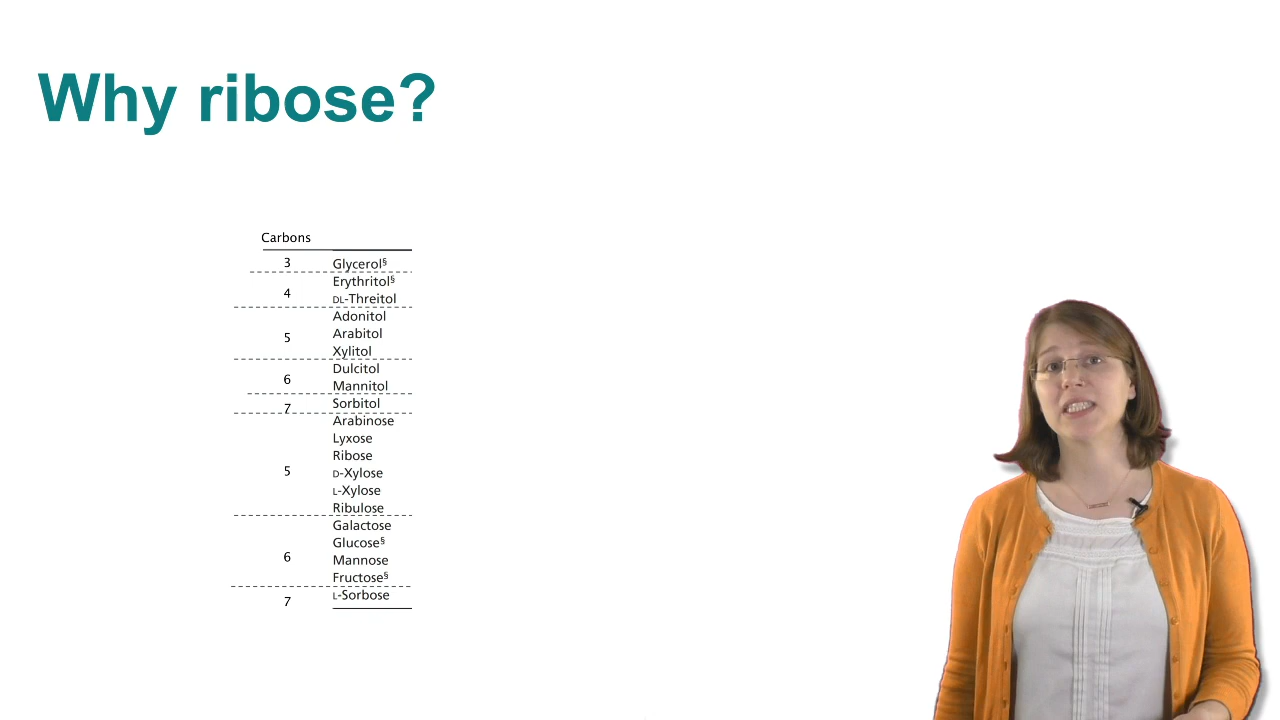 Why ribose?
Carbons
3 Glycerol§
Erythritol§
4
DL-Threitol
Adonitol
5 Arabitol
Xylitol
Dulcitol
6
Mannitol
7 Sorbitol
Arabinose
Lyxose
Ribose
5 D-Xylose
L-Xylose
Ribulose
Galactose
Glucose§
6 Mannose
Fructose§
7 L-Sorbose